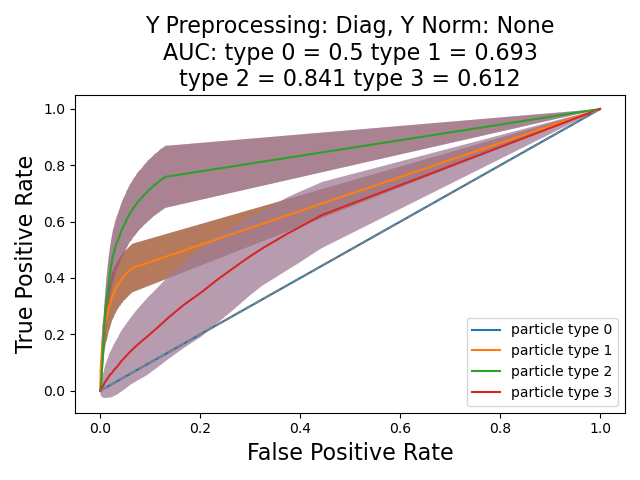 Y Preprocessing: Diag, Y Norm: None
AUC: type 0 = 0.5 type 1 = 0.693
type 2 = 0.841 type 3 = 0.612
True Positive Rate
1.0
0.8
0.6
0.4
0.2
0.0
particle type 0
particle type 1
particle type 2
particle type 3
0.0 0.2 0.4 0.6 0.8 1.0
False Positive Rate